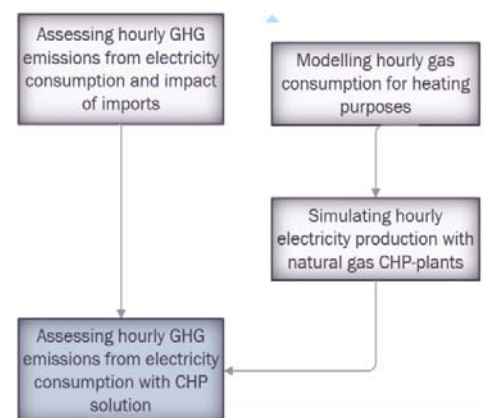 Assessing hourly GHG
emissions from electricity
consumption and impact
of imports
Modelling hourly gas
consumption for heating
purposes
Simulating hourly
electricity production with
natural gas CHP-plants
Assessing hourly GHG
emissions from electricity
consumption with CHP
solution